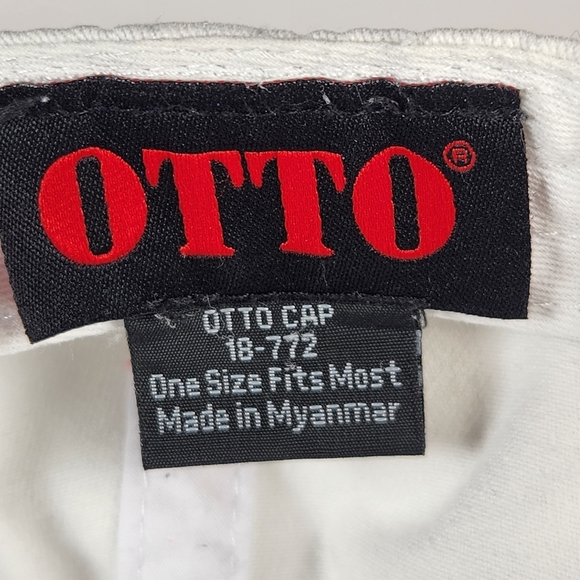 OTTO®
OTTO CAP
18-772
One Size Fits Most
Made in Myanmar